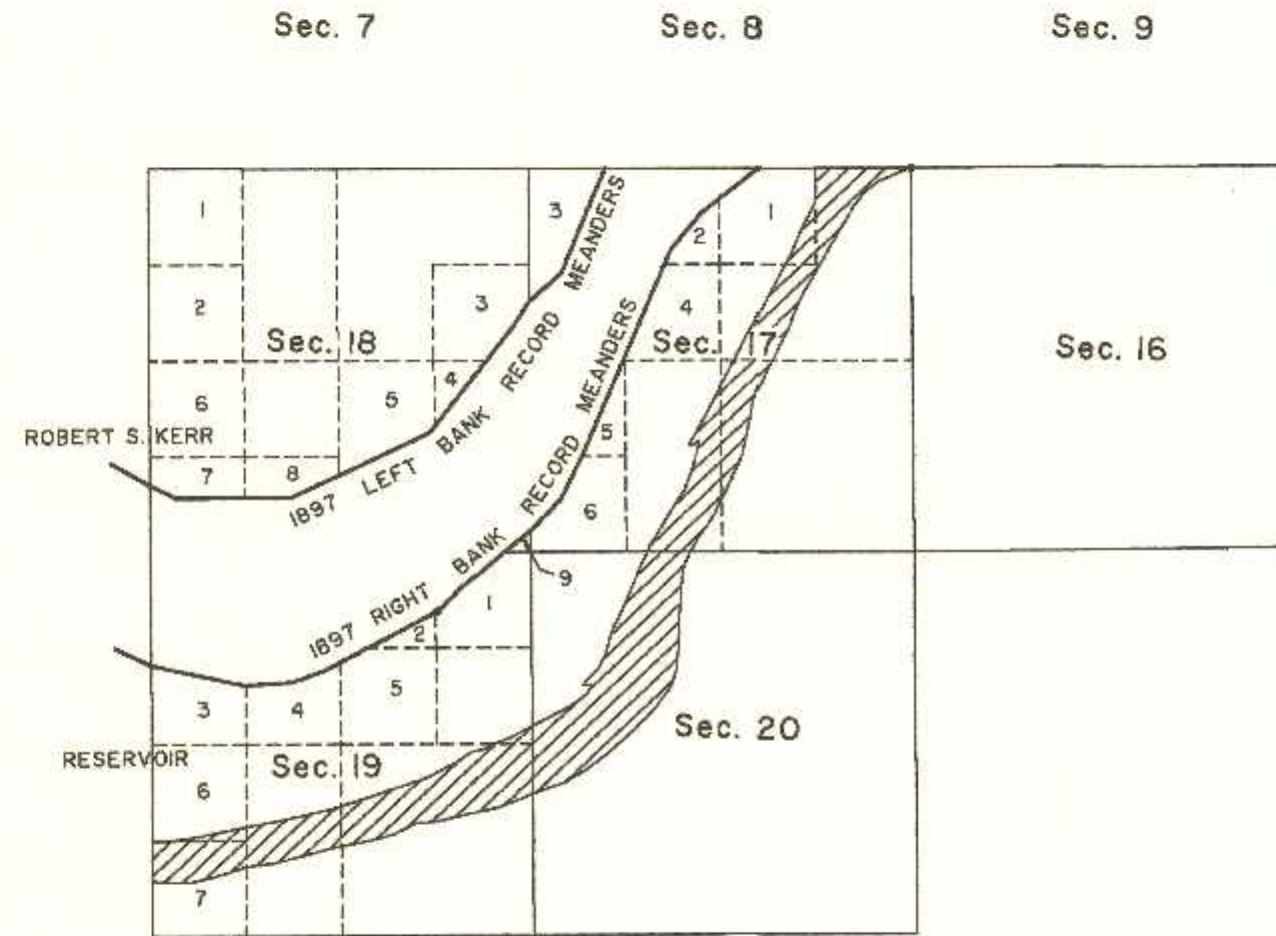 Sec. 7
Sec. 8
Sec. 9
1
3
1
2
2
3
4
Sec. 18
Sec. 17
Sec. 16
4
6
5
ROBERT S. KERR
5
7
8
6
1897 LEFT BANK RECORD MEANDERS
1897 RIGHT BANK RECORD MEANDERS
9
1
2
3
4
5
RESERVOIR
Sec. 19
Sec. 20
6
7